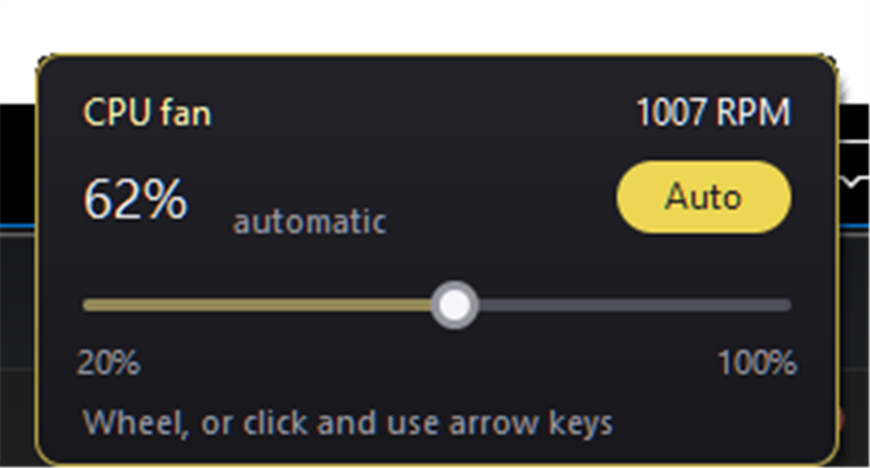 CPU fan 1007 RPM
62% automatic Auto
20% 100%
Wheel, or click and use arrow keys